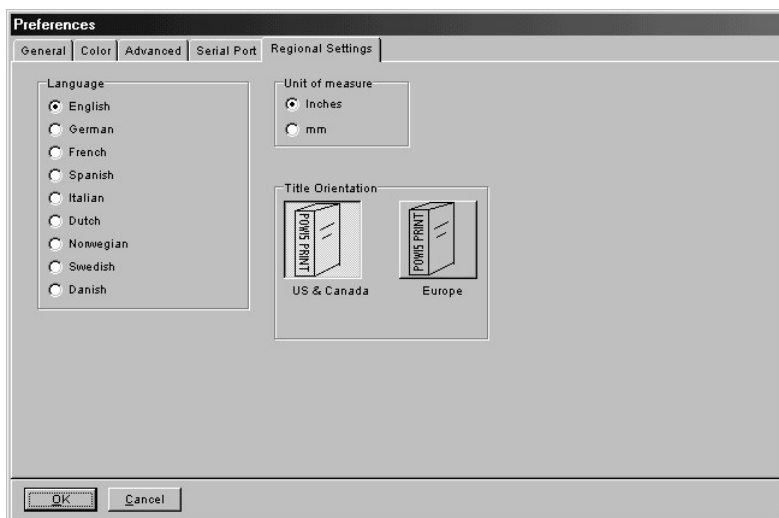 Preferences
General Color Advanced Serial Port Regional Settings
Language
English
German
French
Spanish
Italian
Dutch
Norwegian
Swedish
Danish
Unit of measure
Inches
mm
Title Orientation
POWIS PRINT
US & Canada
POWIS PRINT
Europe
OK Cancel